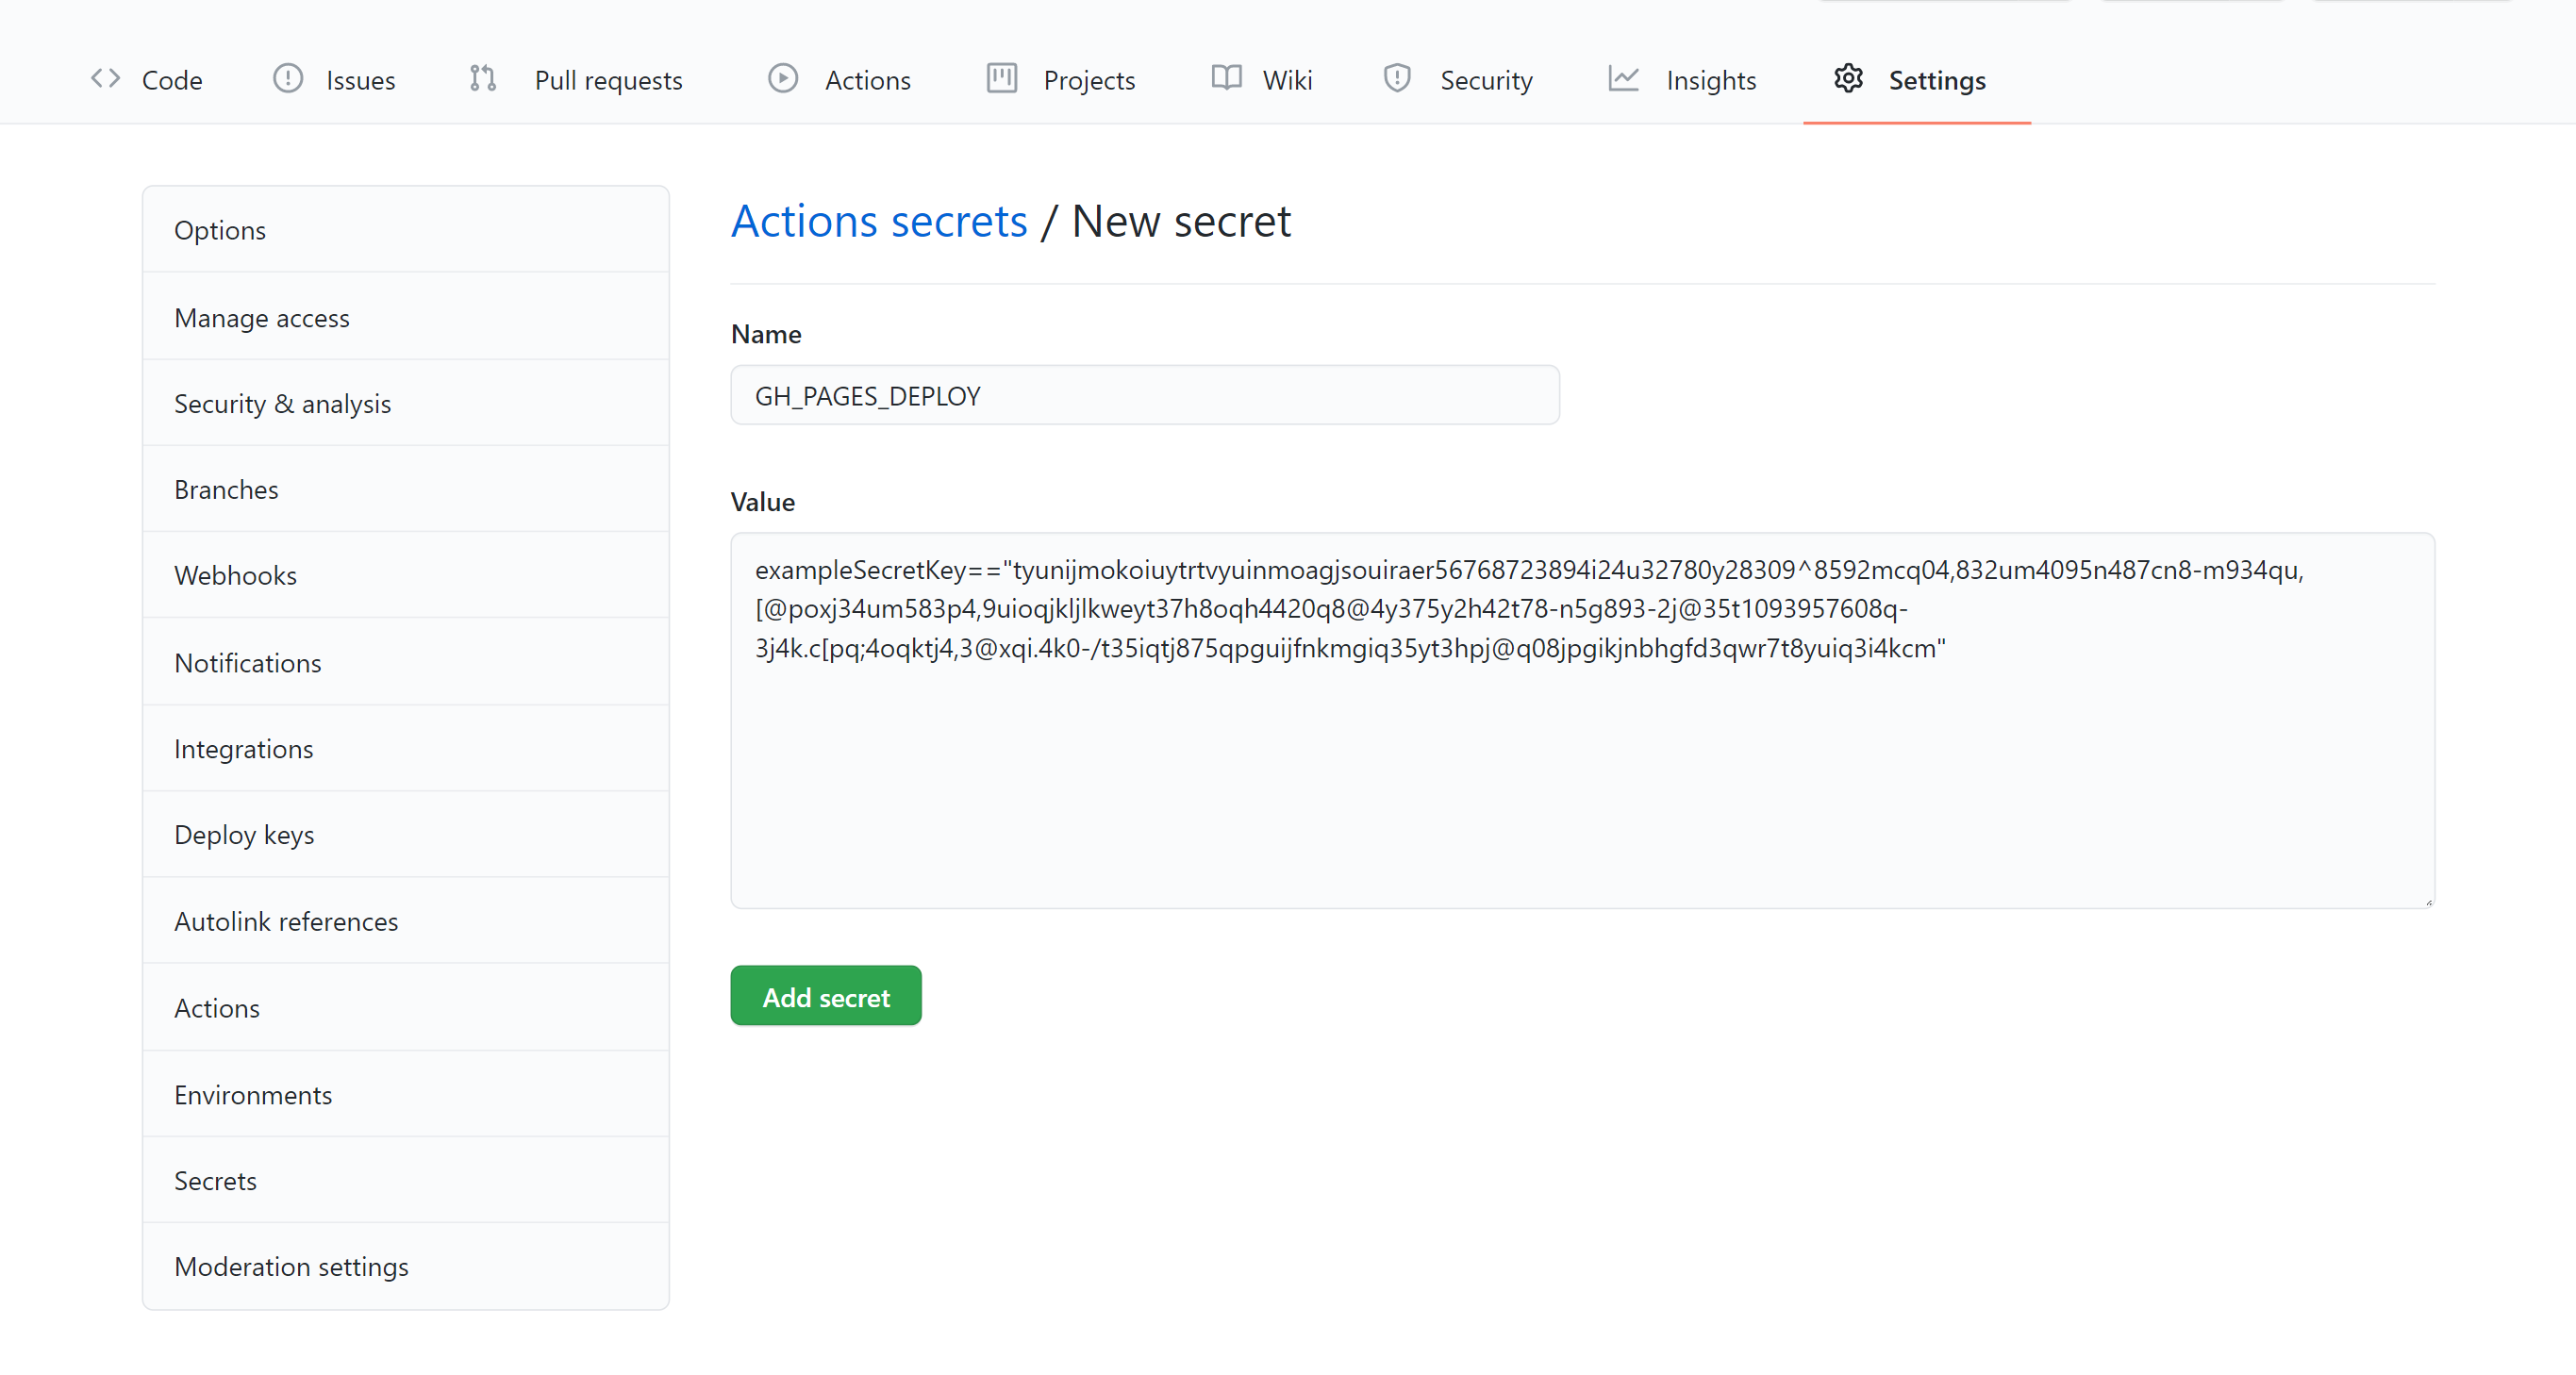 Code Issues Pull requests Actions Projects Wiki Security Insights Settings
Options
Manage access
Security & analysis
Branches
Webhooks
Notifications
Integrations
Deploy keys
Autolink references
Actions
Environments
Secrets
Moderation settings
Actions secrets / New secret
Name
GH_PAGES_DEPLOY
Value
exampleSecretKey=="tyunijmokoiuytrtvyuinmoagjsouiraer56768723894i24u32780y28309^8592mcq04,832um4095n487cn8-m934qu,
[@poxj34um583p4,9uioqjkljlkweyt37h8oqh4420q8@4y375y2h42t78-n5g893-2j@35t1093957608q-
3j4k.c[pq;4oqktj4,3@xqi.4k0-/t35iqtj875qpguijfnkmgiq35yt3hpj@q08jpgikjnbhgfd3qwr7t8yuiq3i4kcm"
Add secret